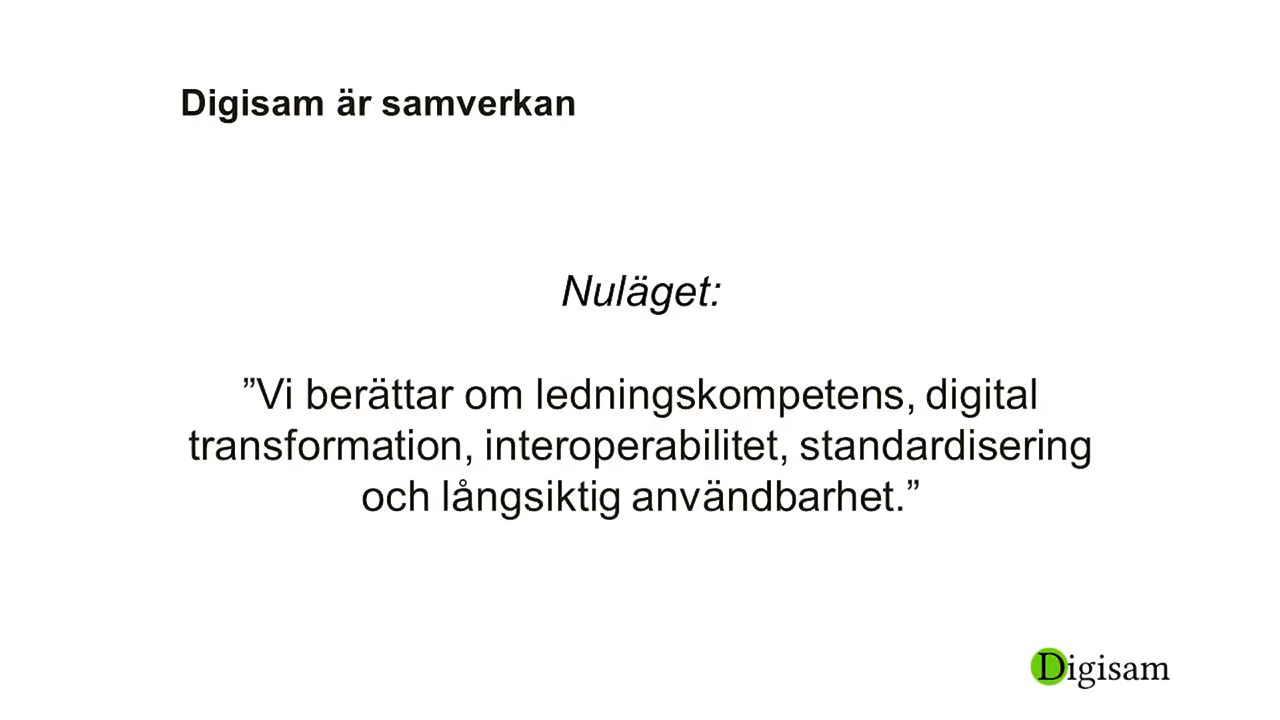 Digisam är samverkan
Nuläget:
”Vi berättar om ledningskompetens, digital
transformation, interoperabilitet, standardisering
och långsiktig användbarhet.”
Digisam